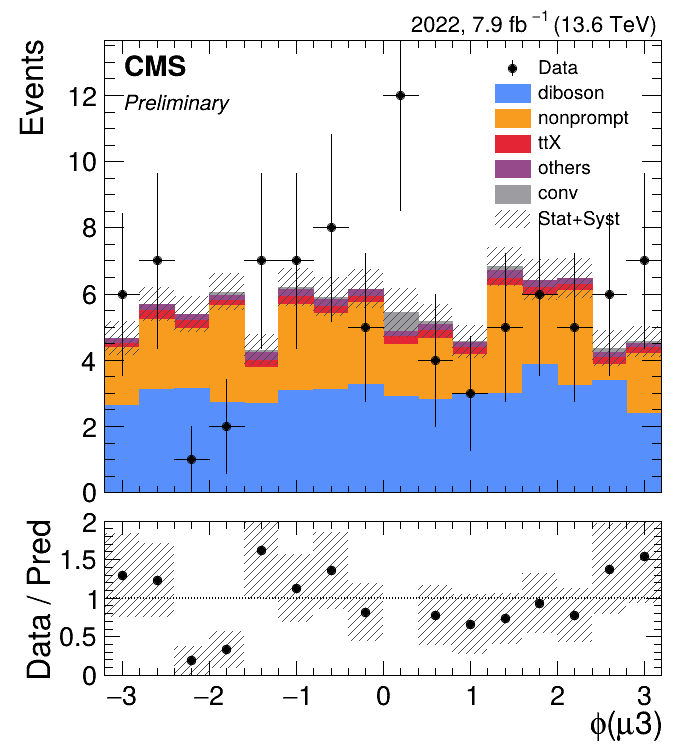 2022, 7.9 fb⁻¹ (13.6 TeV)
CMS
Preliminary
Events
Data
diboson
nonprompt
ttX
others
conv
Stat+Syst
12
10
8
6
4
2
0
Data / Pred
2
1.5
1
0.5
0
−3 −2 −1 0 1 2 3
ϕ(μ3)